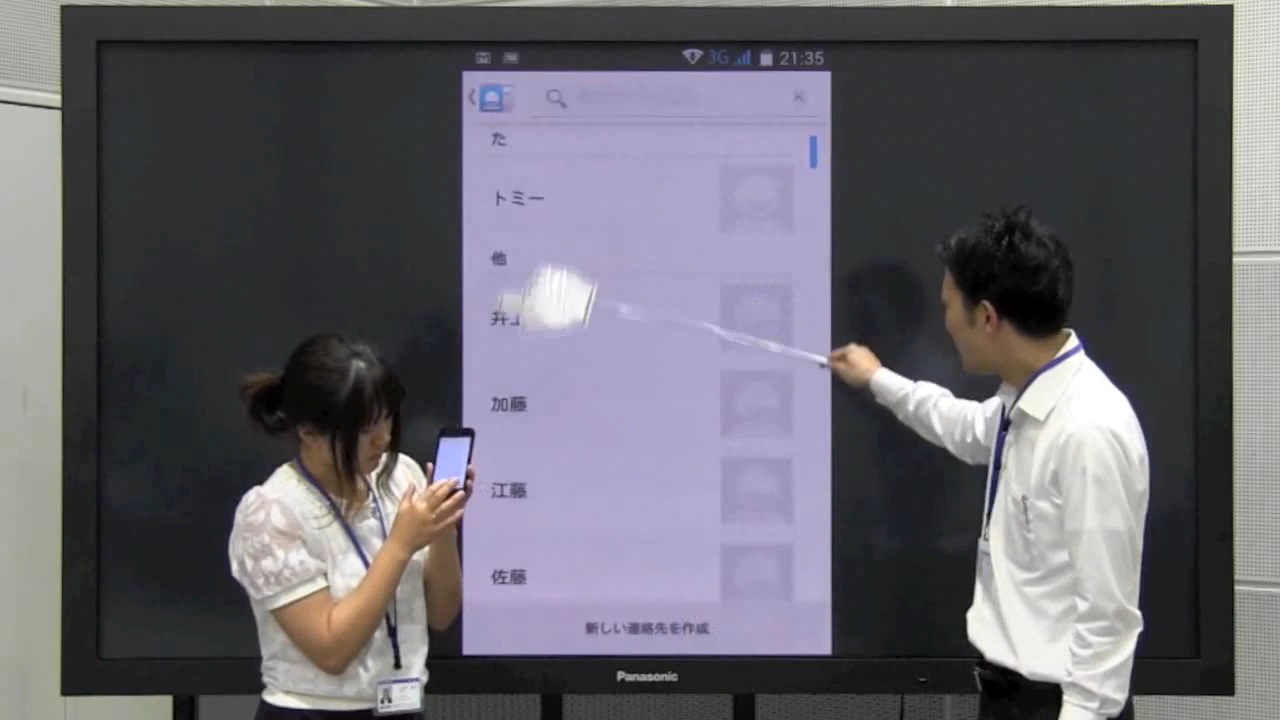 3G 21:35
た
トミー
他
加藤
江藤
佐藤
新しい連絡先を作成
Panasonic